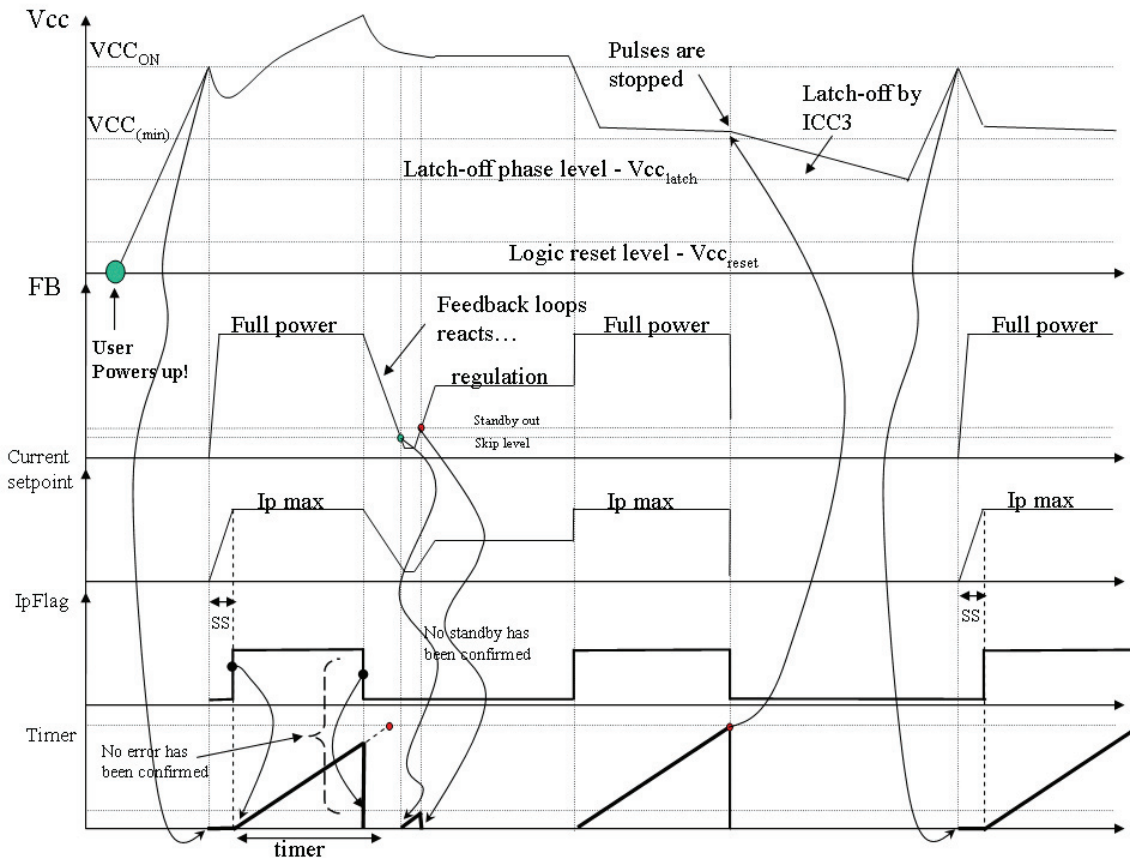 Vcc
VCC_ON
Pulses are
stopped
Latch-off by
ICC3
VCC_(min)
Latch-off phase level - Vcc_latch
Logic reset level - Vcc_reset
FB
User
Powers up!
Full power
Feedback loops
reacts…
regulation
Full power
Full power
Standby out
Skip level
Current
setpoint
Ip max
Ip max
Ip max
IpFlag
SS
SS
No standby has
been confirmed
Timer
No error has
been confirmed
timer